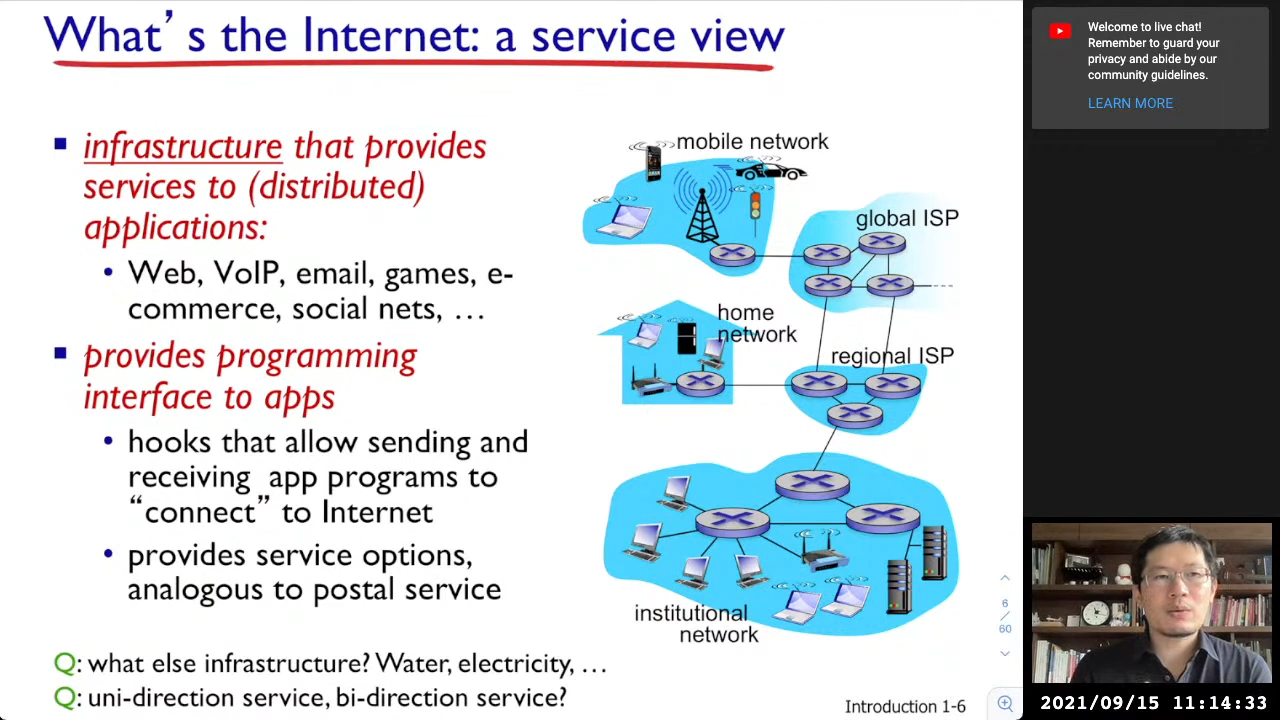 What's the Internet: a service view
infrastructure that provides
services to (distributed)
applications:
• Web, VoIP, email, games, e-
commerce, social nets, …
provides programming
interface to apps
• hooks that allow sending and
receiving app programs to
“connect” to Internet
• provides service options,
analogous to postal service
Q: what else infrastructure? Water, electricity, …
Q: uni-direction service, bi-direction service?
mobile network
global ISP
home
network
regional ISP
institutional
network
Introduction 1-6
6
/
60
Welcome to live chat!
Remember to guard your
privacy and abide by our
community guidelines.
LEARN MORE
2021/09/15 11:14:33